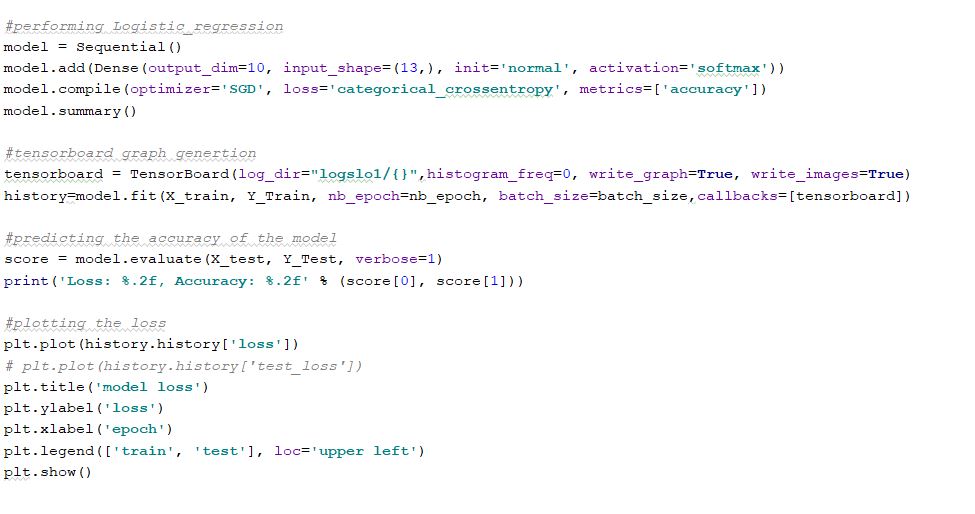 #performing Logistic_regression
model = Sequential()
model.add(Dense(output_dim=10, input_shape=(13,), init='normal', activation='softmax'))
model.compile(optimizer='SGD', loss='categorical_crossentropy', metrics=['accuracy'])
model.summary()
#tensorboard graph genertion
tensorboard = TensorBoard(log_dir="logslo1/{}",histogram_freq=0, write_graph=True, write_images=True)
history=model.fit(X_train, Y_Train, nb_epoch=nb_epoch, batch_size=batch_size,callbacks=[tensorboard])
#predicting the accuracy of the model
score = model.evaluate(X_test, Y_Test, verbose=1)
print('Loss: %.2f, Accuracy: %.2f' % (score[0], score[1]))
#plotting the loss
plt.plot(history.history['loss'])
# plt.plot(history.history['test_loss'])
plt.title('model loss')
plt.ylabel('loss')
plt.xlabel('epoch')
plt.legend(['train', 'test'], loc='upper left')
plt.show()